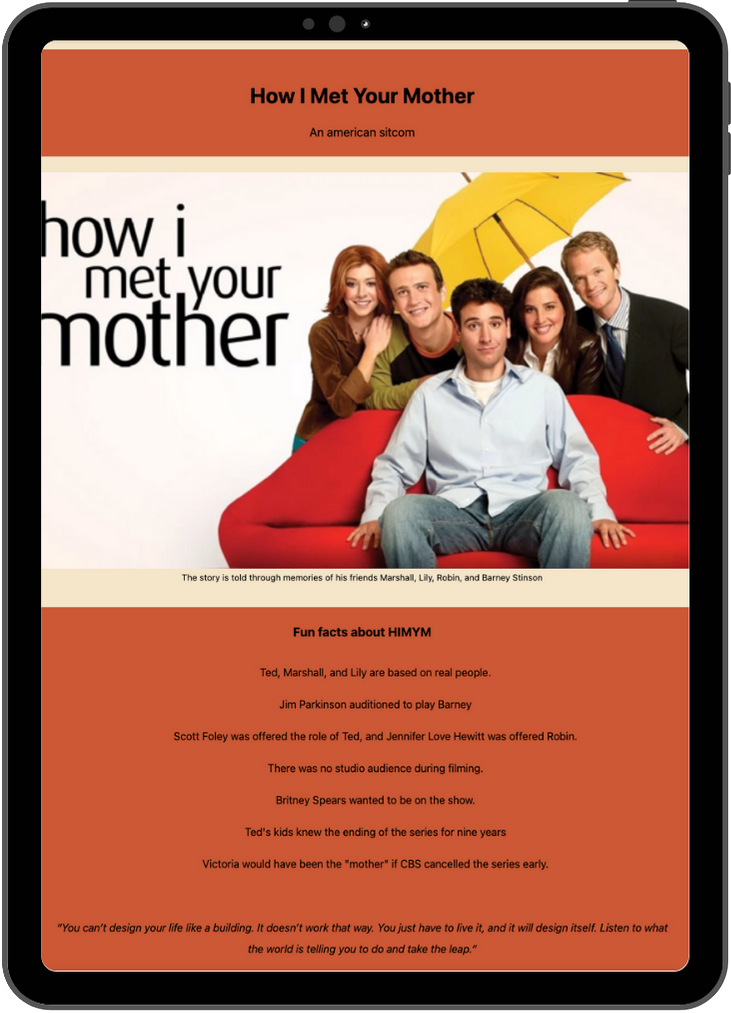 How I Met Your Mother
An american sitcom
how i
met your
mother
The story is told through memories of his friends Marshall, Lily, Robin, and Barney Stinson
Fun facts about HIMYM
Ted, Marshall, and Lily are based on real people.
Jim Parkinson auditioned to play Barney
Scott Foley was offered the role of Ted, and Jennifer Love Hewitt was offered Robin.
There was no studio audience during filming.
Britney Spears wanted to be on the show.
Ted's kids knew the ending of the series for nine years
Victoria would have been the "mother" if CBS cancelled the series early.
“You can’t design your life like a building. It doesn’t work that way. You just have to live it, and it will design itself. Listen to what
the world is telling you to do and take the leap.”